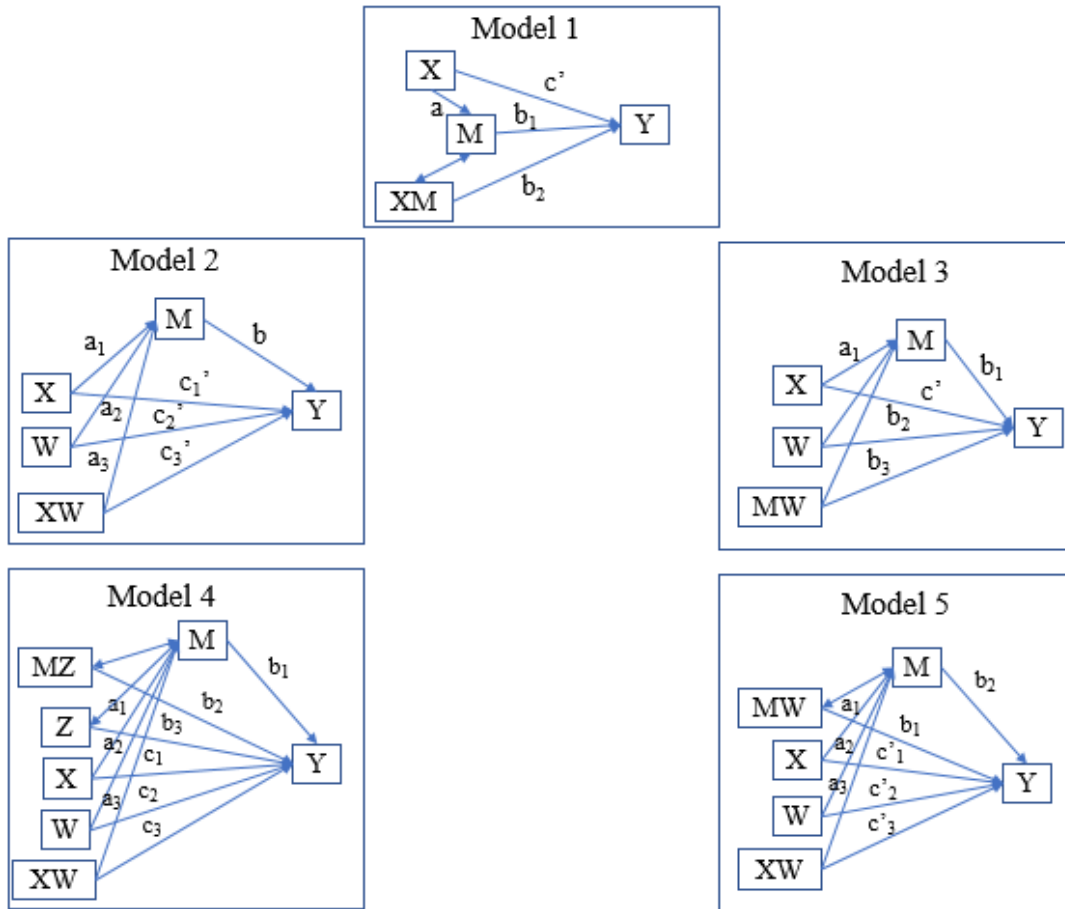 Model 1
X
c’
a
M
b₁
Y
XM
b₂
Model 2
M
a₁
b
X
c₁’
Y
a₂
c₂’
W
a₃
c₃’
XW
Model 3
M
a₁
b₁
X
c’
Y
b₂
W
b₃
MW
Model 4
M
MZ
b₁
a₁
b₂
Z
b₃
a₂
c₁
Y
X
a₃
c₂
W
c₃
XW
Model 5
M
b₂
MW
a₁
b₁
a₂
c’₁
X
Y
a₃
c’₂
W
c’₃
XW